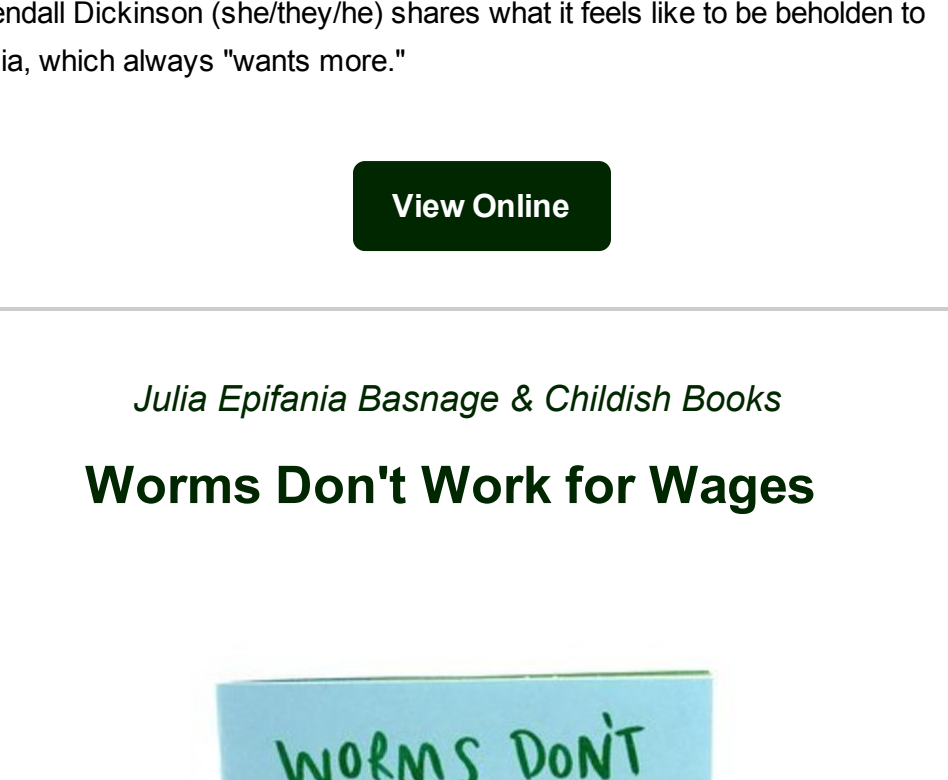 endall Dickinson (she/they/he) shares what it feels like to be beholden to
ia, which always "wants more."
View Online
Julia Epifania Basnage & Childish Books
Worms Don't Work for Wages
WORMS DON'T